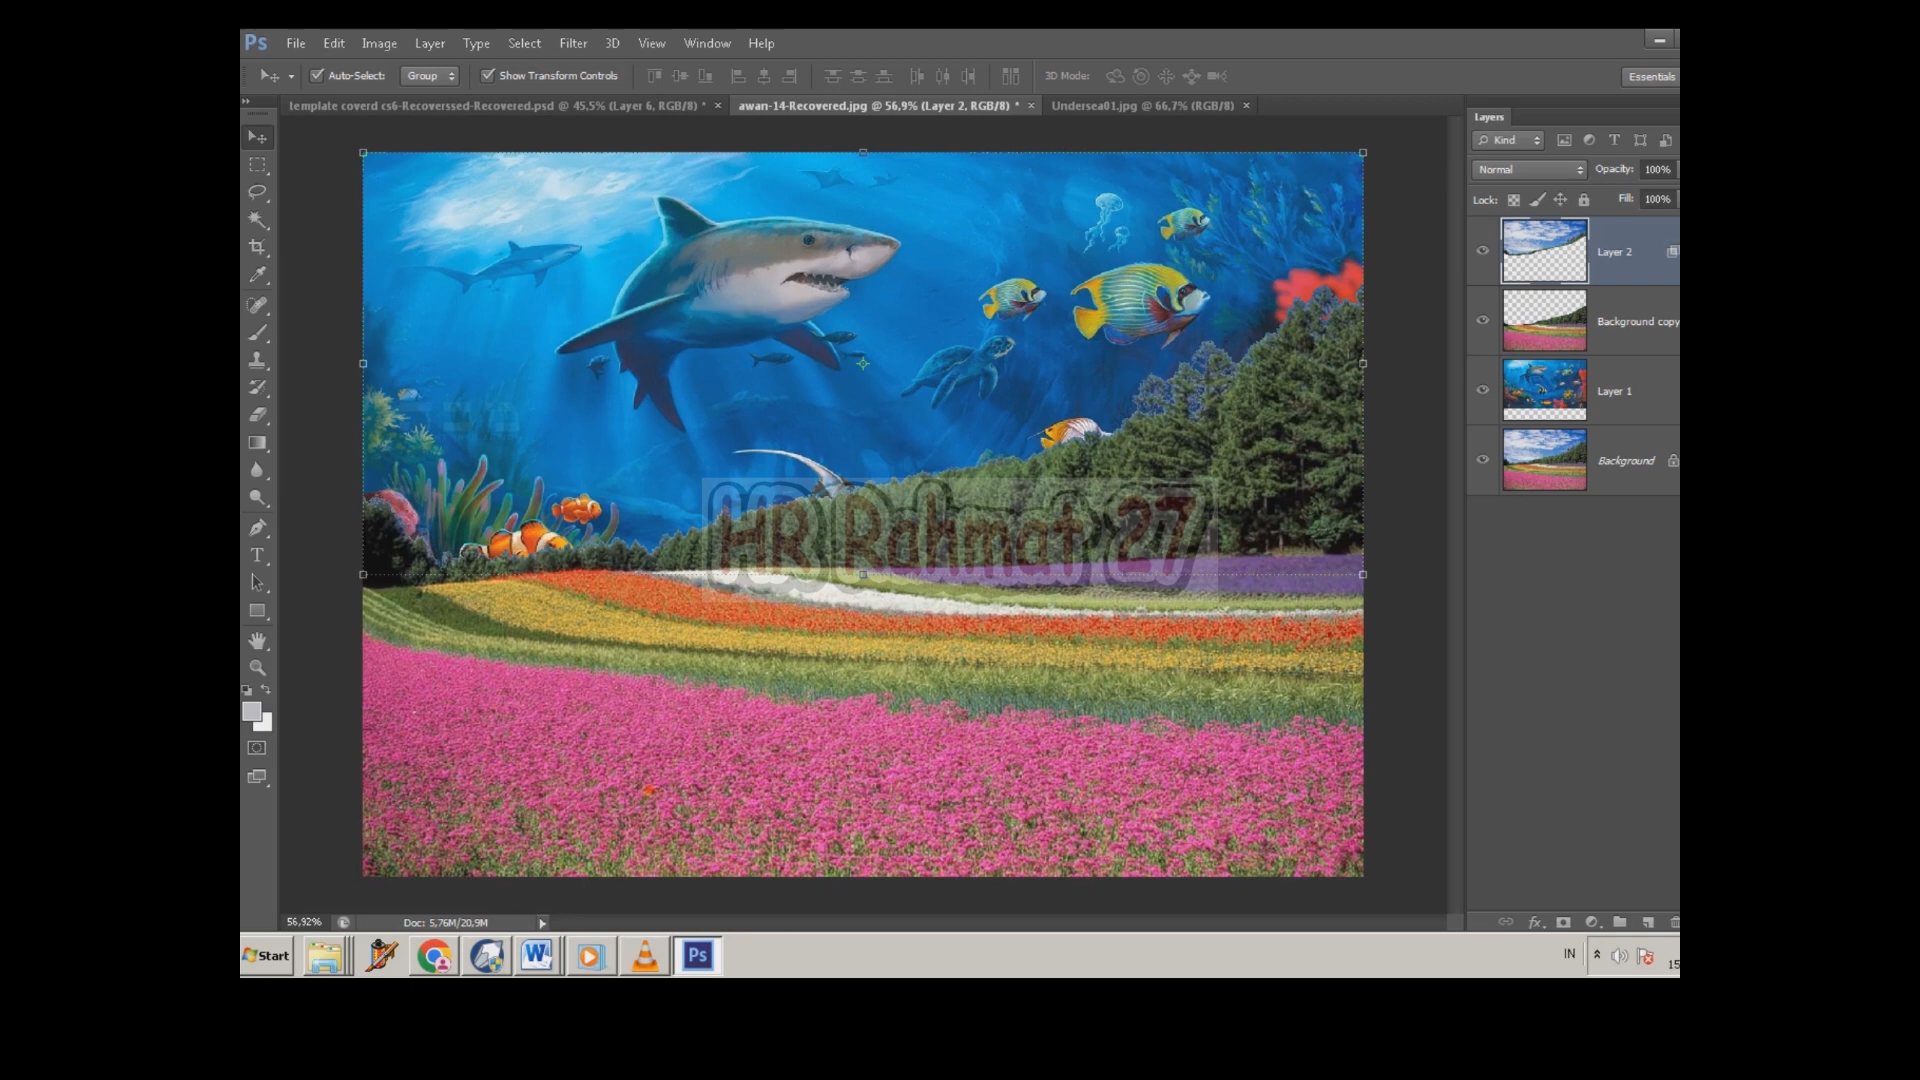 Ps File Edit Image Layer Type Select Filter 3D View Window Help
Auto-Select: Group Show Transform Controls 3D Mode: Essentials
template coverd cs6-Recoverssed-Recovered.psd @ 45,5% (Layer 6, RGB/8) * × awan-14-Recovered.jpg @ 56,9% (Layer 2, RGB/8) * × Undersea01.jpg @ 66,7% (RGB/8) ×
Layers
Kind
Normal Opacity: 100%
Lock: Fill: 100%
Layer 2
Background copy
Layer 1
Background
HR Rahmat 27
56,92% Doc: 5,76M/20,9M
Start W Ps IN 15